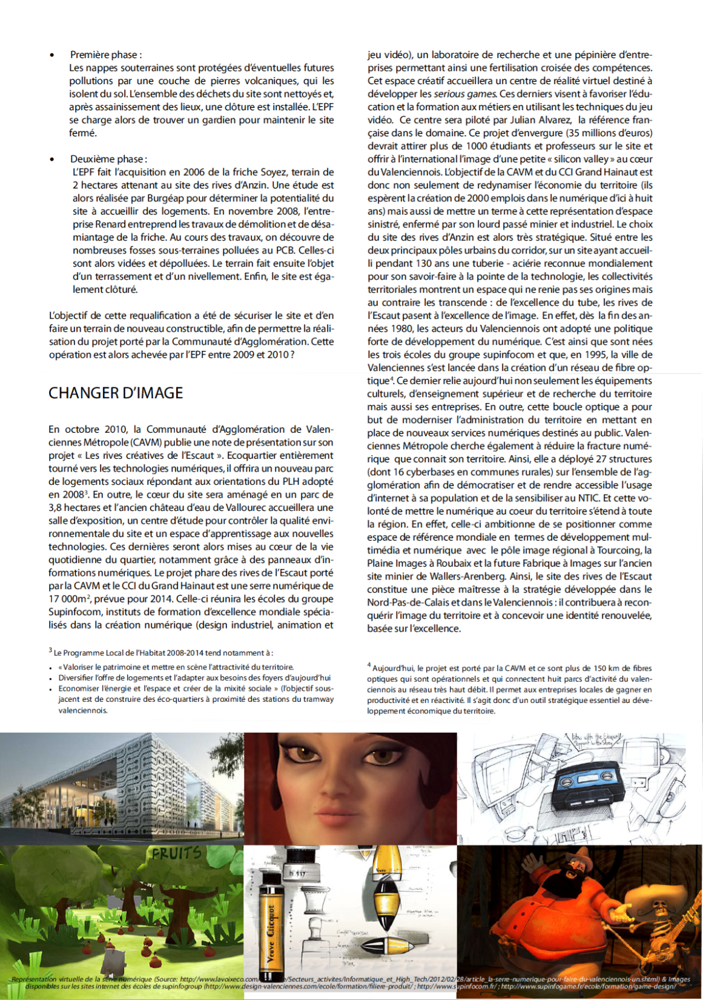 • Première phase :
Les nappes souterraines sont protégées d’éventuelles futures
pollutions par une couche de pierres volcaniques, qui les
isolent du sol. L’ensemble des déchets du site sont nettoyés et,
après assainissement des lieux, une clôture est installée. L’EPF
se charge alors de trouver un gardien pour maintenir le site
fermé.
• Deuxième phase :
L’EPF fait l’acquisition en 2006 de la friche Soyez, terrain de
2 hectares attenant au site des rives d’Anzin. Une étude est
alors réalisée par Burgéap pour déterminer la potentialité du
site à accueillir des logements. En novembre 2008, l’entre-
prise Renard entreprend les travaux de démolition et de désa-
miantage de la friche. Au cours des travaux, on découvre de
nombreuses fosses sous-terraines polluées au PCB. Celles-ci
sont alors vidées et dépolluées. Le terrain fait ensuite l’objet
d’un terrassement et d’un nivellement. Enfin, le site est éga-
lement clôturé.
L’objectif de cette requalification a été de sécuriser le site et d’en
faire un terrain de nouveau constructible, afin de permettre la réali-
sation du projet porté par la Communauté d’Agglomération. Cette
opération est alors achevée par l’EPF entre 2009 et 2010 ?
CHANGER D’IMAGE
En octobre 2010, la Communauté d’Agglomération de Valen-
ciennes Métropole (CAVM) publie une note de présentation sur son
projet « Les rives créatives de l’Escaut ». Ecoquartier entièrement
tourné vers les technologies numériques, il offrira un nouveau parc
de logements sociaux répondant aux orientations du PLH adopté
en 2008³. En outre, le cœur du site sera aménagé en un parc de
3,8 hectares et l’ancien château d’eau de Vallourec accueillera une
salle d’exposition, un centre d’étude pour contrôler la qualité envi-
ronnementale du site et un espace d’apprentissage aux nouvelles
technologies. Ces dernières seront alors mises au cœur de la vie
quotidienne du quartier, notamment grâce à des panneaux d’in-
formations numériques. Le projet phare des rives de l’Escaut porté
par la CAVM et le CCI du Grand Hainaut est une serre numérique de
17 000m², prévue pour 2014. Celle-ci réunira les écoles du groupe
Supinfocom, instituts de formation d’excellence mondiale spécia-
lisés dans la création numérique (design industriel, animation et
³ Le Programme Local de l’Habitat 2008-2014 tend notamment à :
• « Valoriser le patrimoine et mettre en scène l’attractivité du territoire.
• Diversifier l’offre de logements et l’adapter aux besoins des foyers d’aujourd’hui
• Economiser l’énergie et l’espace et créer de la mixité sociale » (l’objectif sous-
jacent est de construire des éco-quartiers à proximité des stations du tramway
valenciennois.
jeu vidéo), un laboratoire de recherche et une pépinière d’entre-
prises permettant ainsi une fertilisation croisée des compétences.
Cet espace créatif accueillera un centre de réalité virtuel destiné à
développer les serious games. Ces derniers visent à favoriser l’édu-
cation et la formation aux métiers en utilisant les techniques du jeu
vidéo. Ce centre sera piloté par Julian Alvarez, la référence fran-
çaise dans le domaine. Ce projet d’envergure (35 millions d’euros)
devrait attirer plus de 1000 étudiants et professeurs sur le site et
offrir à l’international l’image d’une petite « silicon valley » au cœur
du Valenciennois. L’objectif de la CAVM et du CCI Grand Hainaut est
donc non seulement de redynamiser l’économie du territoire (ils
espèrent la création de 2000 emplois dans le numérique d’ici à huit
ans) mais aussi de mettre un terme à cette représentation d’espace
sinistré, enfermé par son lourd passé minier et industriel. Le choix
du site des rives d’Anzin est alors très stratégique. Situé entre les
deux principaux pôles urbains du corridor, sur un site ayant accueil-
li pendant 130 ans une tuberie - aciérie reconnue mondialement
pour son savoir-faire à la pointe de la technologie, les collectivités
territoriales montrent un espace qui ne renie pas ses origines mais
au contraire les transcende : de l’excellence du tube, les rives de
l’Escaut pasent à l’excellence de l’image. En effet, dès la fin des an-
nées 1980, les acteurs du Valenciennois ont adopté une politique
forte de développement du numérique. C’est ainsi que sont nées
les trois écoles du groupe supinfocom et que, en 1995, la ville de
Valenciennes s’est lancée dans la création d’un réseau de fibre op-
tique⁴. Ce dernier relie aujourd’hui non seulement les équipements
culturels, d’enseignement supérieur et de recherche du territoire
mais aussi ses entreprises. En outre, cette boucle optique a pour
but de moderniser l’administration du territoire en mettant en
place de nouveaux services numériques destinés au public. Valen-
ciennes Métropole cherche également à réduire la fracture numé-
rique que connait son territoire. Ainsi, elle a déployé 27 structures
(dont 16 cyberbases en communes rurales) sur l’ensemble de l’ag-
glomération afin de démocratiser et de rendre accessible l’usage
d’internet à sa population et de la sensibiliser au NTIC. Et cette vo-
lonté de mettre le numérique au coeur du territoire s’étend à toute
la région. En effet, celle-ci ambitionne de se positionner comme
espace de référence mondiale en termes de développement mul-
timédia et numérique avec le pôle image régional à Tourcoing, la
Plaine Images à Roubaix et la future Fabrique à Images sur l’ancien
site minier de Wallers-Arenberg. Ainsi, le site des rives de l’Escaut
constitue une pièce maîtresse à la stratégie développée dans le
Nord-Pas-de-Calais et dans le Valenciennois : il contribuera à recon-
quérir l’image du territoire et à concevoir une identité renouvelée,
basée sur l’excellence.
⁴ Aujourd’hui, le projet est porté par la CAVM et ce sont plus de 150 km de fibres
optiques qui sont opérationnels et qui connectent huit parcs d’activité du valen-
ciennois au réseau très haut débit. Il permet aux entreprises locales de gagner en
productivité et en réactivité. Il s’agit donc d’un outil stratégique essentiel au déve-
loppement économique du territoire.
with the
FRUITS
Veuve Clicquot
Représentation virtuelle de la serre numérique (Source: http://www.lavoixeco.com/ /Secteurs_activites/Informatique_et_High_Tech/2012/02/28/article_la-serre-numerique-pour-faire-du-valenciennois-un.shtml) & Images
disponibles sur les sites internet des écoles de supinfogroup (http://www.design-valenciennes.com/ecole/formation/filiere-produit/ ; http://www.supinfocom.fr/ ; http://www.supinfogame.fr/ecole/formation/game-design/